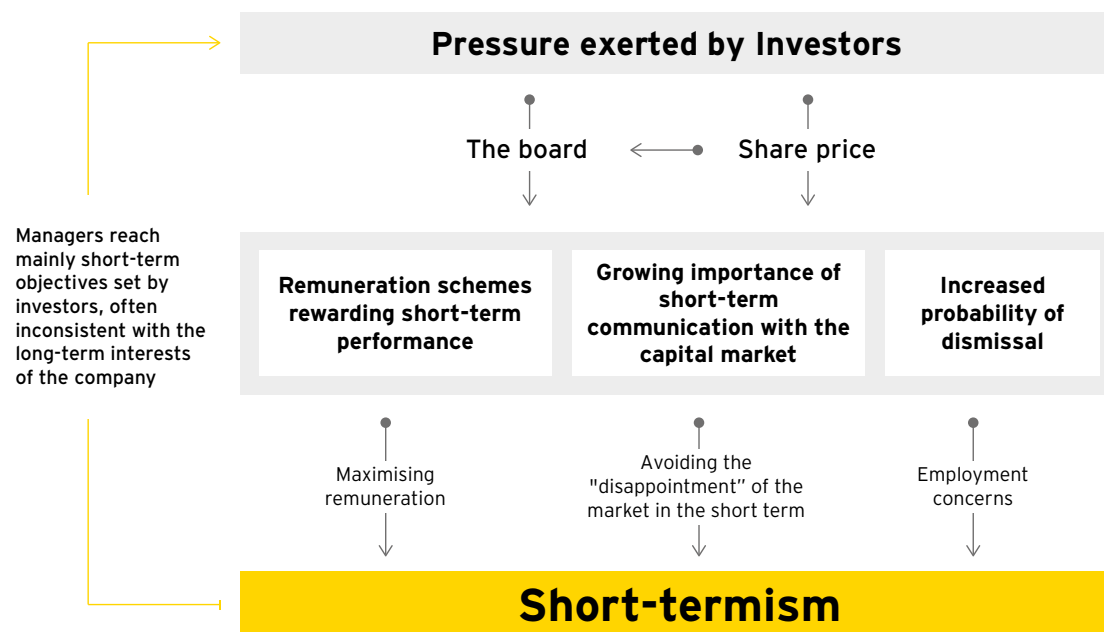 Pressure exerted by Investors
The board
Share price
Managers reach
mainly short-term
objectives set by
investors, often
inconsistent with the
long-term interests
of the company
Remuneration schemes
rewarding short-term
performance
Growing importance of
short-term
communication with the
capital market
Increased
probability of
dismissal
Maximising
remuneration
Avoiding the
"disappointment” of the
market in the short term
Employment
concerns
Short-termism